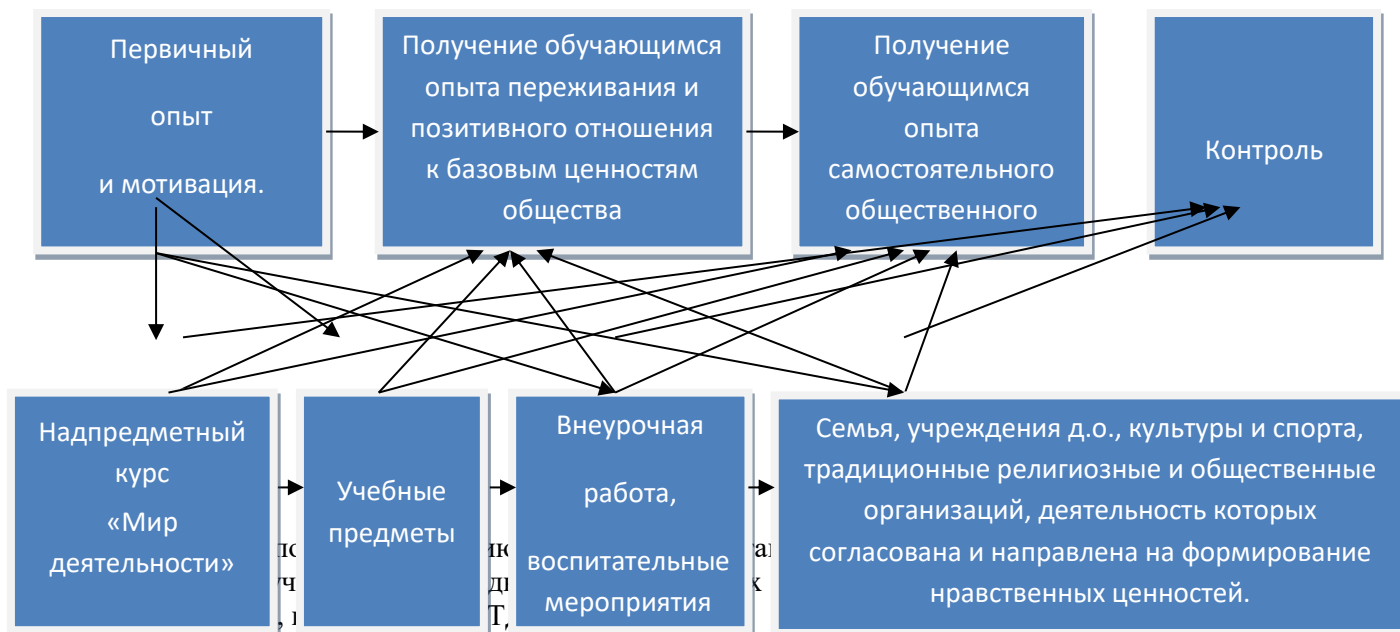 Первичный
опыт
и мотивация.
Получение обучающимся
опыта переживания и
позитивного отношения
к базовым ценностям
общества
Получение
обучающимся
опыта
самостоятельного
общественного
Контроль
Надпредметный
курс
«Мир
деятельности»
Учебные
предметы
Внеурочная
работа,
воспитательные
мероприятия
Семья, учреждения д.о., культуры и спорта,
традиционные религиозные и общественные
организаций, деятельность которых
согласована и направлена на формирование
нравственных ценностей.